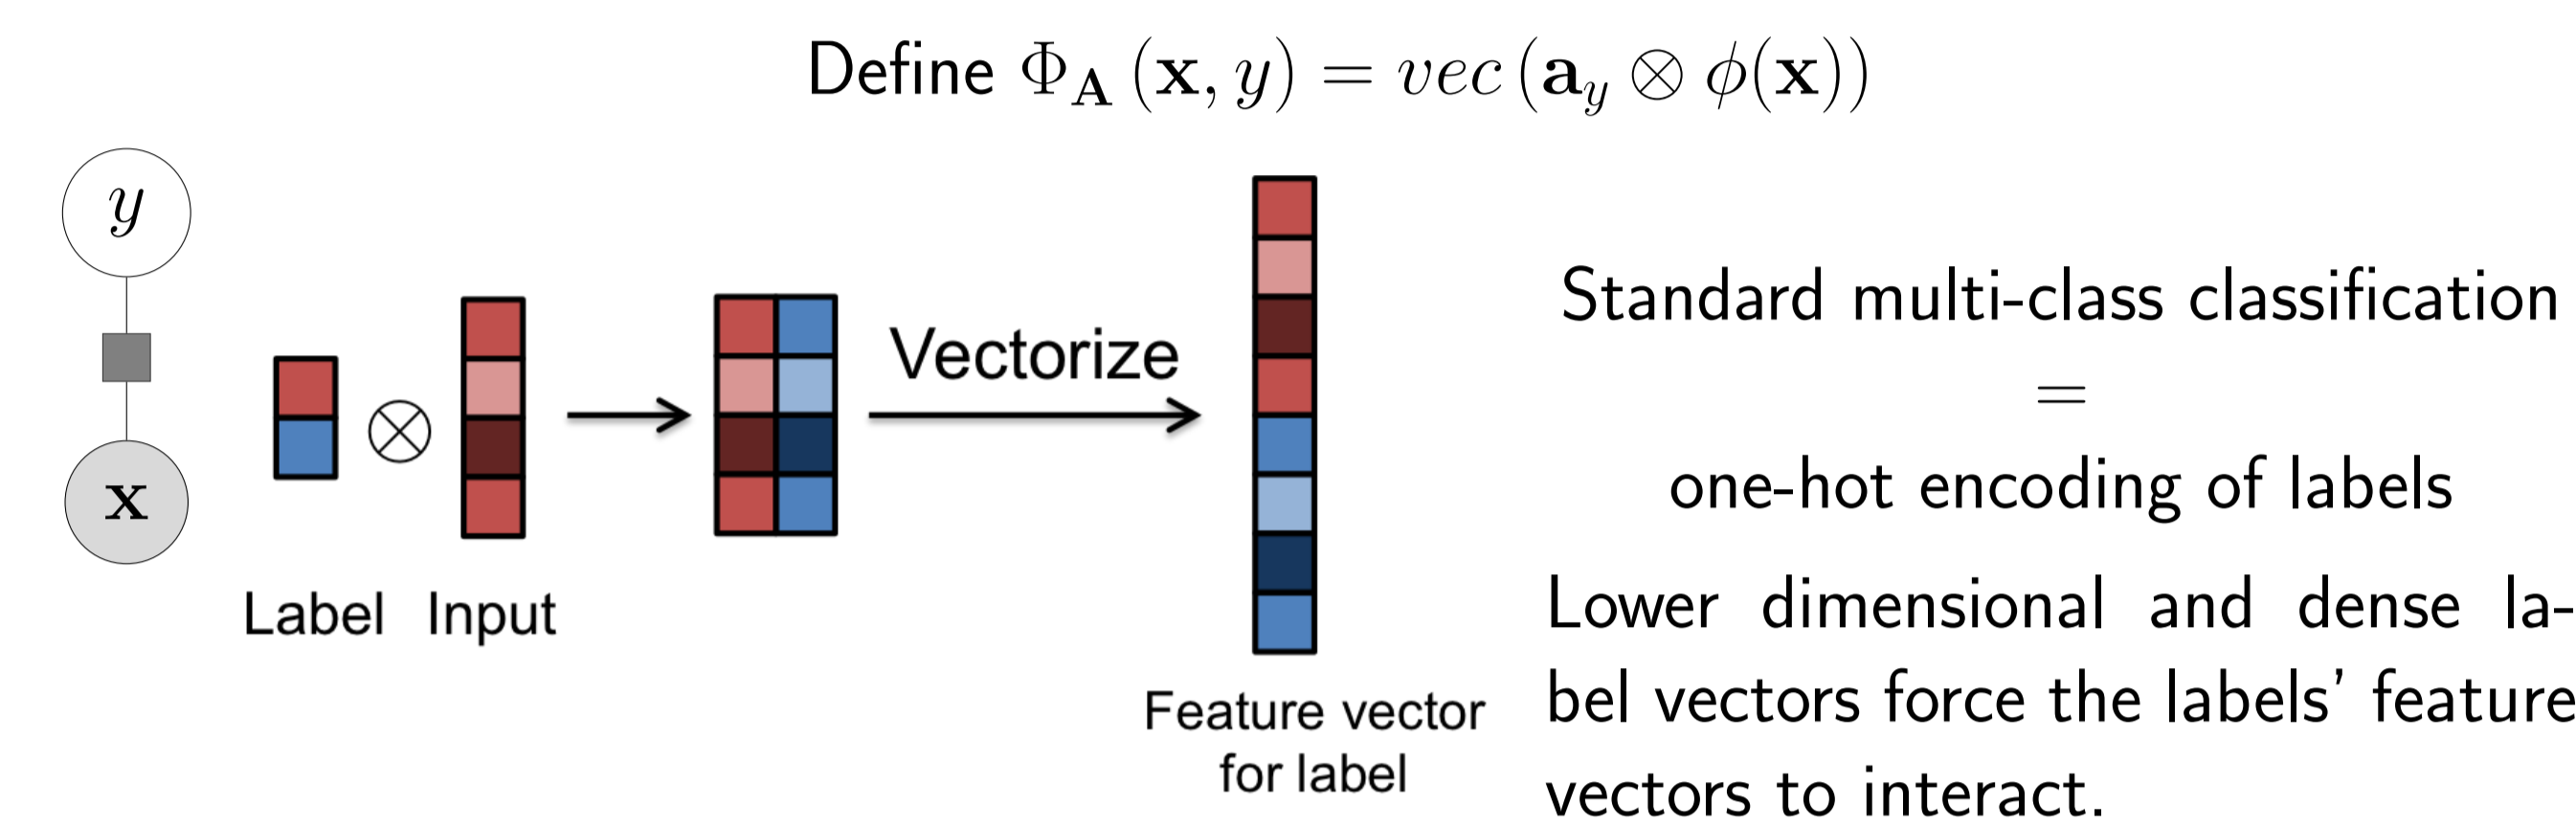 Define Φ_A (x, y) = vec (a_y ⊗ ϕ(x))
y
x
Label
Input
Vectorize
Feature vector
for label
Standard multi-class classification
=
one-hot encoding of labels
Lower dimensional and dense la-
bel vectors force the labels’ feature
vectors to interact.